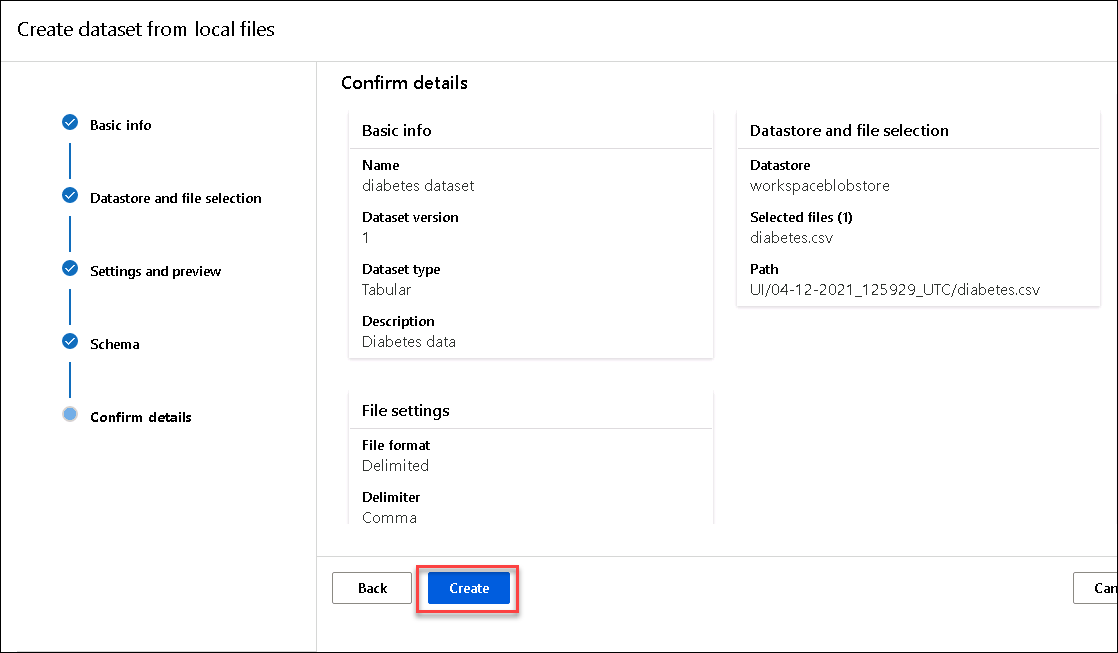 Create dataset from local files
Basic info
Datastore and file selection
Settings and preview
Schema
Confirm details
Confirm details
Basic info
Name
diabetes dataset
Dataset version
1
Dataset type
Tabular
Description
Diabetes data
Datastore and file selection
Datastore
workspaceblobstore
Selected files (1)
diabetes.csv
Path
UI/04-12-2021_125929_UTC/diabetes.csv
File settings
File format
Delimited
Delimiter
Comma
Back
Create
Can